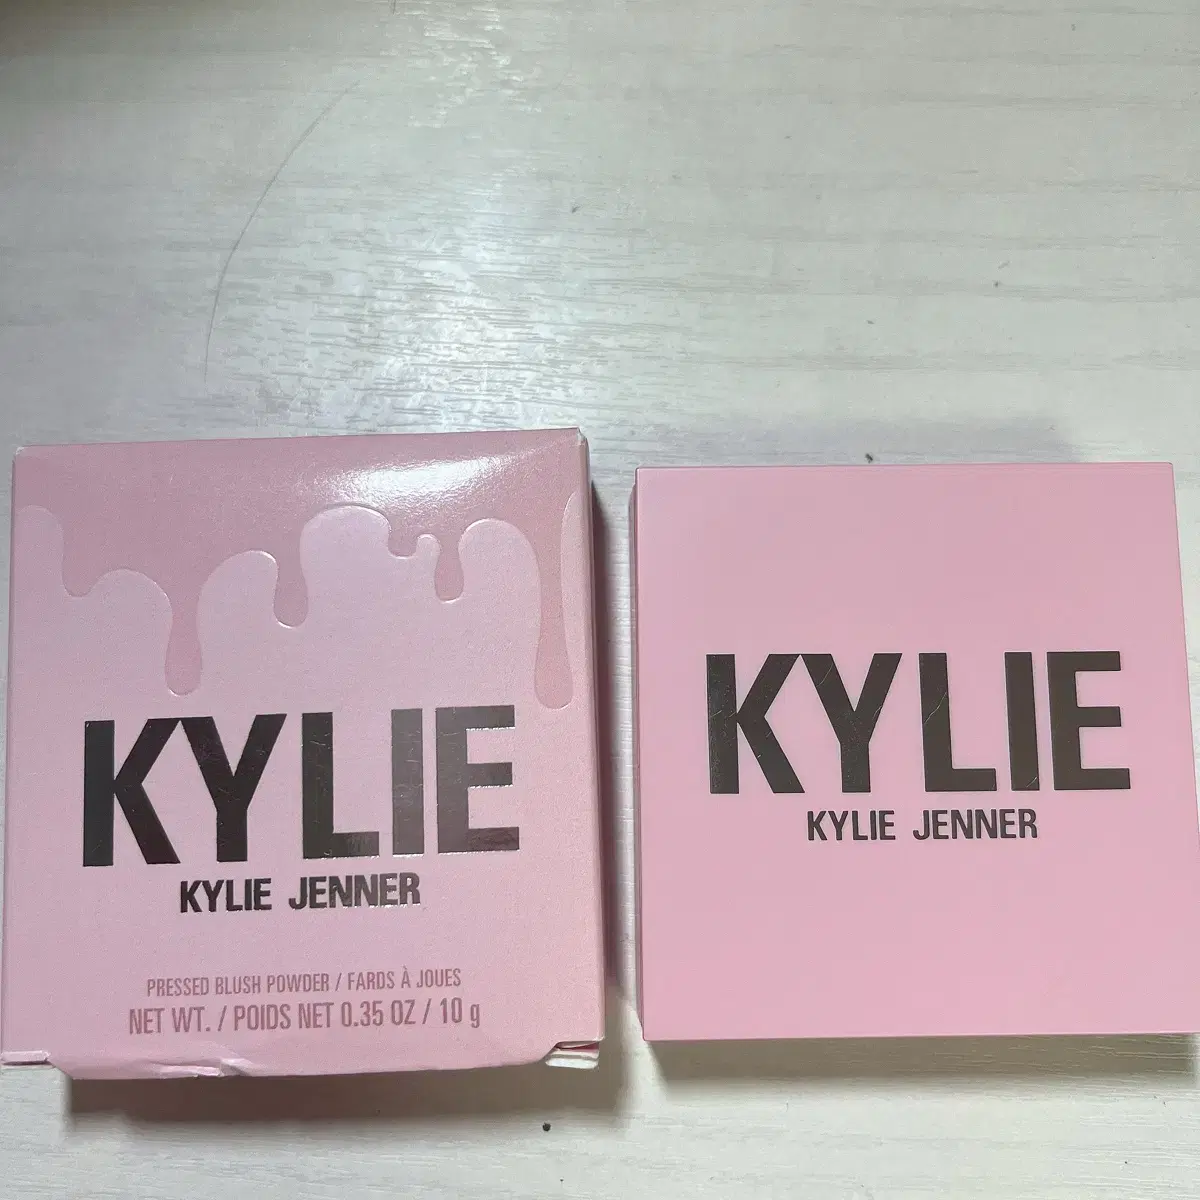 KYLIE
KYLIE JENNER
PRESSED BLUSH POWDER / FARDS À JOUES
NET WT. / POIDS NET 0.35 OZ / 10 g
KYLIE
KYLIE JENNER